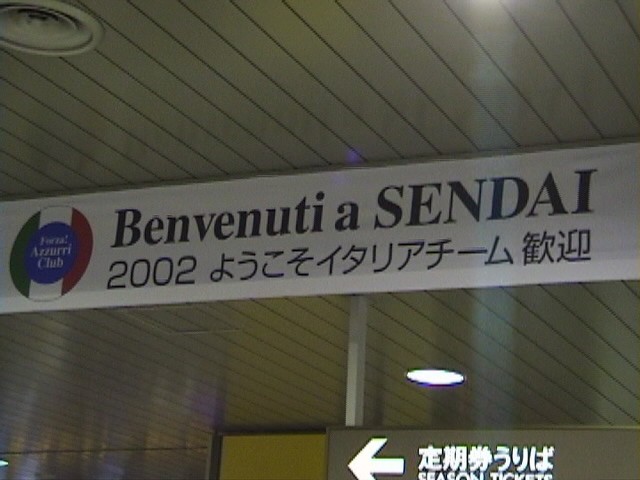 Forza!
Azzurri
Club
Benvenuti a SENDAI
2002 ようこそイタリアチーム 歓迎
定期券うりば
SEASON TICKETS